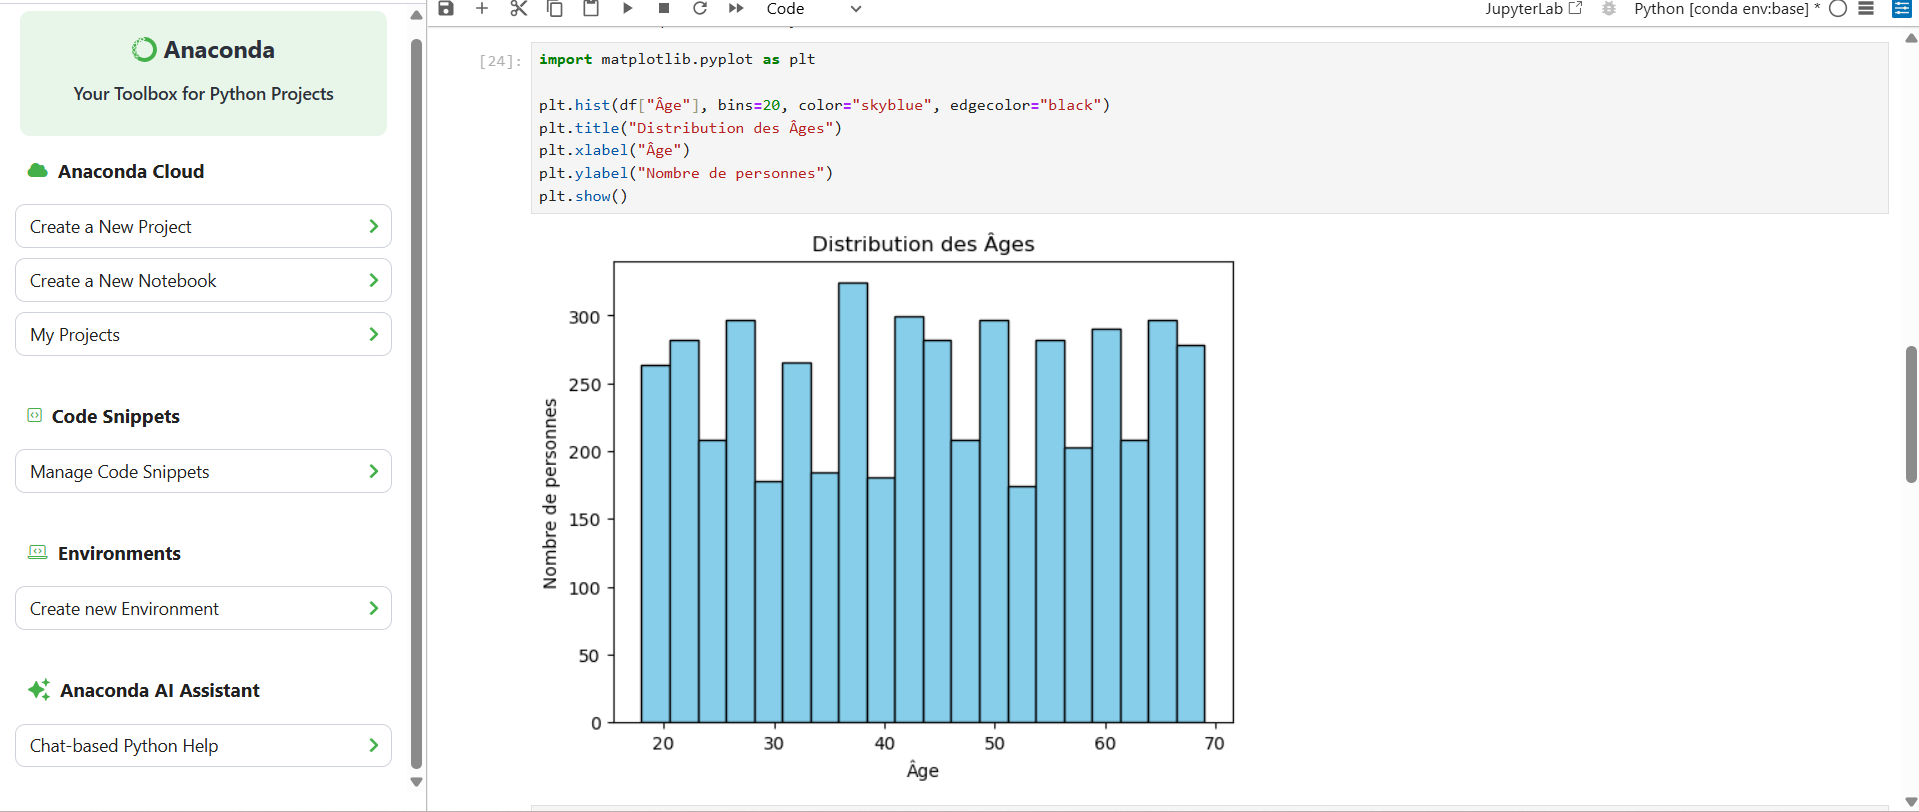 Anaconda
Your Toolbox for Python Projects
Anaconda Cloud
Create a New Project
Create a New Notebook
My Projects
Code Snippets
Manage Code Snippets
Environments
Create new Environment
Anaconda AI Assistant
Chat-based Python Help
Code
JupyterLab
Python [conda env:base] *
[24]:
import matplotlib.pyplot as plt
plt.hist(df["Âge"], bins=20, color="skyblue", edgecolor="black")
plt.title("Distribution des Âges")
plt.xlabel("Âge")
plt.ylabel("Nombre de personnes")
plt.show()
Distribution des Âges
Nombre de personnes
300
250
200
150
100
50
0
20 30 40 50 60 70
Âge